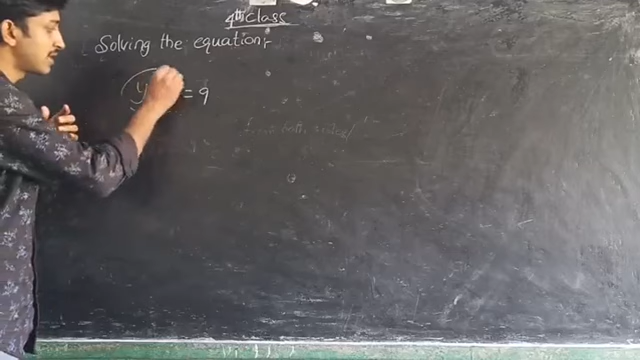 4th class
Solving the equation:
y = 9